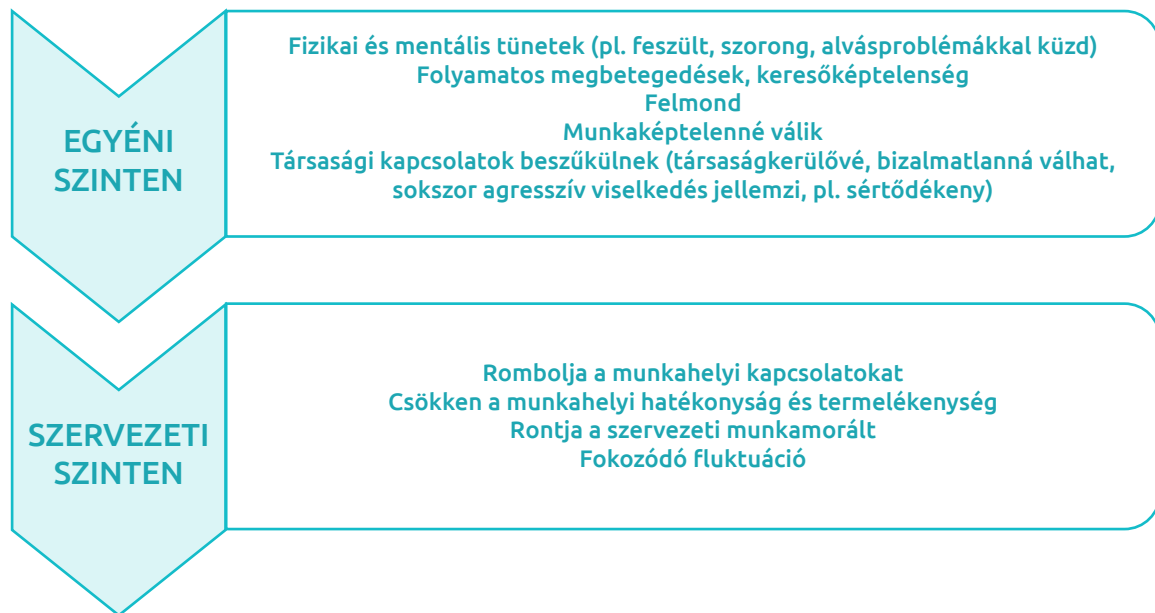 EGYÉNI
SZINTEN
Fizikai és mentális tünetek (pl. feszült, szorong, alvásproblémákkal küzd)
Folyamatos megbetegedések, keresőképtelenség
Felmond
Munkaképtelenné válik
Társasági kapcsolatok beszűkülnek (társaságkerülővé, bizalmatlanná válhat,
sokszor agresszív viselkedés jellemzi, pl. sértődékeny)
SZERVEZETI
SZINTEN
Rombolja a munkahelyi kapcsolatokat
Csökken a munkahelyi hatékonyság és termelékenység
Rontja a szervezeti munkamorált
Fokozódó fluktuáció